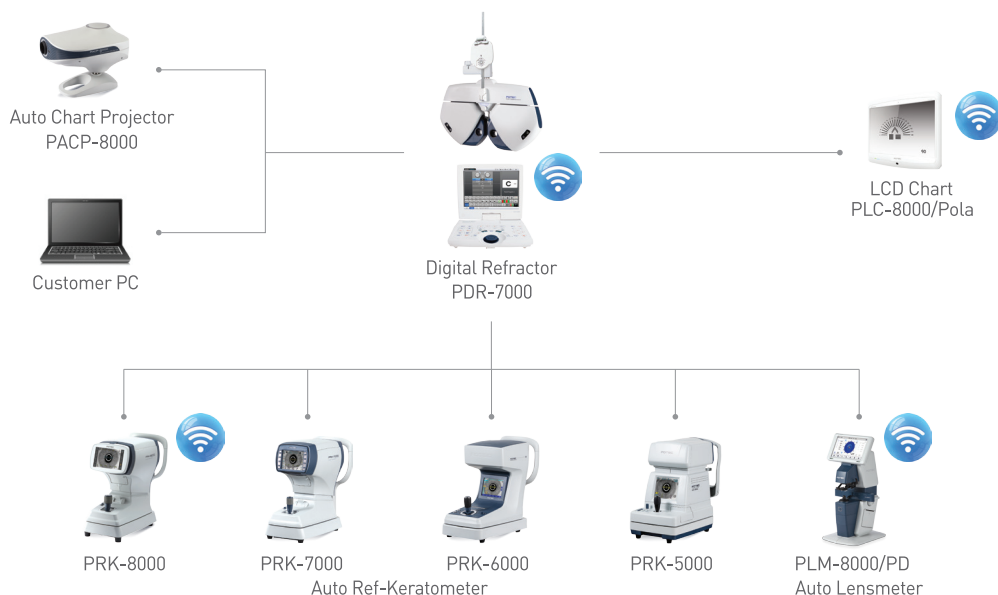 Auto Chart Projector
PACP-8000
Customer PC
C
Digital Refractor
PDR-7000
LCD Chart
PLC-8000/Pola
PRK-8000
PRK-7000
PRK-6000
PRK-5000
PLM-8000/PD
Auto Ref-Keratometer
Auto Lensmeter